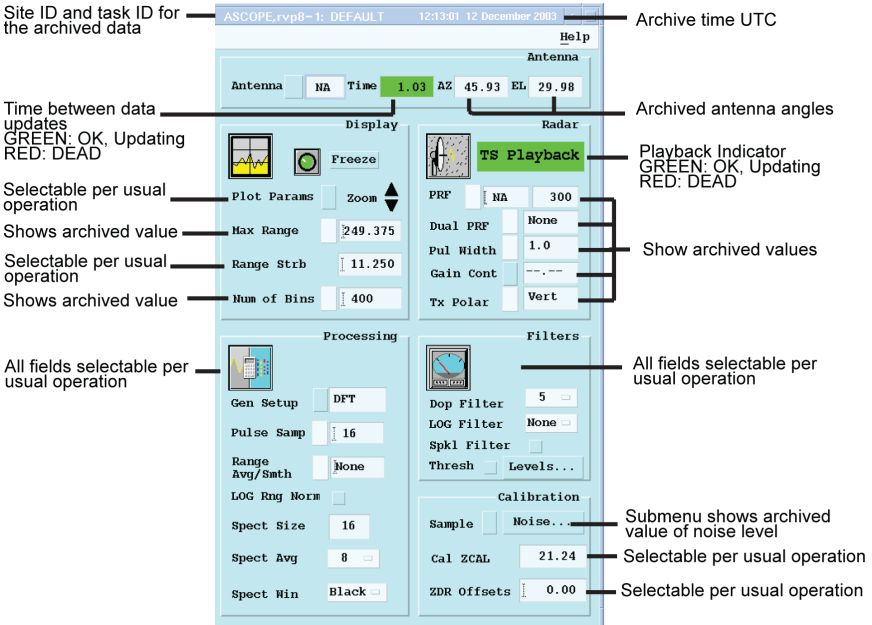 Site ID and task ID for
the archived data
ASCOPE,rvp8-1: DEFAULT 12:13:01 12 December 2003
Archive time UTC
Help
Antenna
Antenna NA Time 1.03 AZ 45.93 EL 29.98
Time between data
updates
GREEN: OK, Updating
RED: DEAD
Archived antenna angles
Display
Freeze
Radar
TS Playback
Playback Indicator
GREEN: OK, Updating
RED: DEAD
Selectable per usual
operation
Plot Params Zoom
Shows archived value
Max Range 249.375
Selectable per usual
operation
Range Strb 11.250
Shows archived value
Num of Bins 400
PRF NA 300
Dual PRF None
Pul Width 1.0
Gain Cont --.--
Tx Polar Vert
Show archived values
Processing
All fields selectable per
usual operation
Gen Setup DFT
Pulse Samp 16
Range
Avg/Smth None
LOG Rng Norm
Spect Size 16
Spect Avg 8
Spect Win Black
Filters
All fields selectable per
usual operation
Dop Filter 5
LOG Filter None
Spkl Filter
Thresh Levels...
Calibration
Sample Noise...
Submenu shows archived
value of noise level
Cal ZCAL 21.24
Selectable per usual operation
ZDR Offsets 0.00
Selectable per usual operation